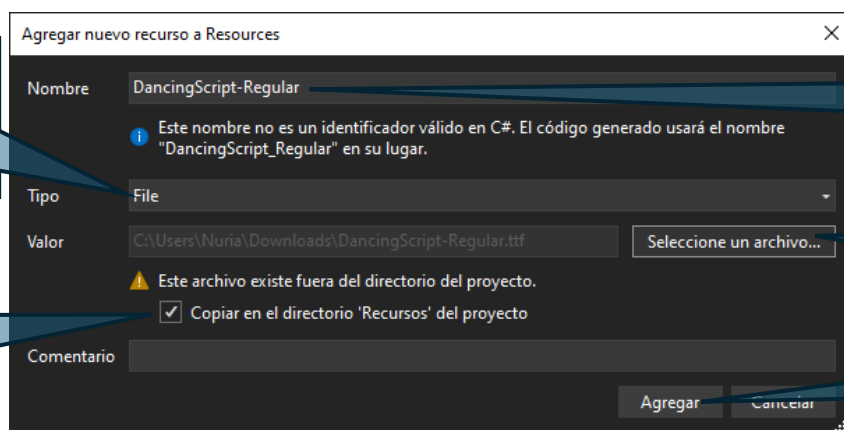 Agregar nuevo recurso a Resources
Nombre
DancingScript-Regular
Este nombre no es un identificador válido en C#. El código generado usará el nombre
"DancingScript_Regular" en su lugar.
Tipo
File
Valor
C:\Users\Nuria\Downloads\DancingScript-Regular.ttf
Seleccione un archivo...
Este archivo existe fuera del directorio del proyecto.
Copiar en el directorio 'Recursos' del proyecto
Comentario
Agregar
Cancelar